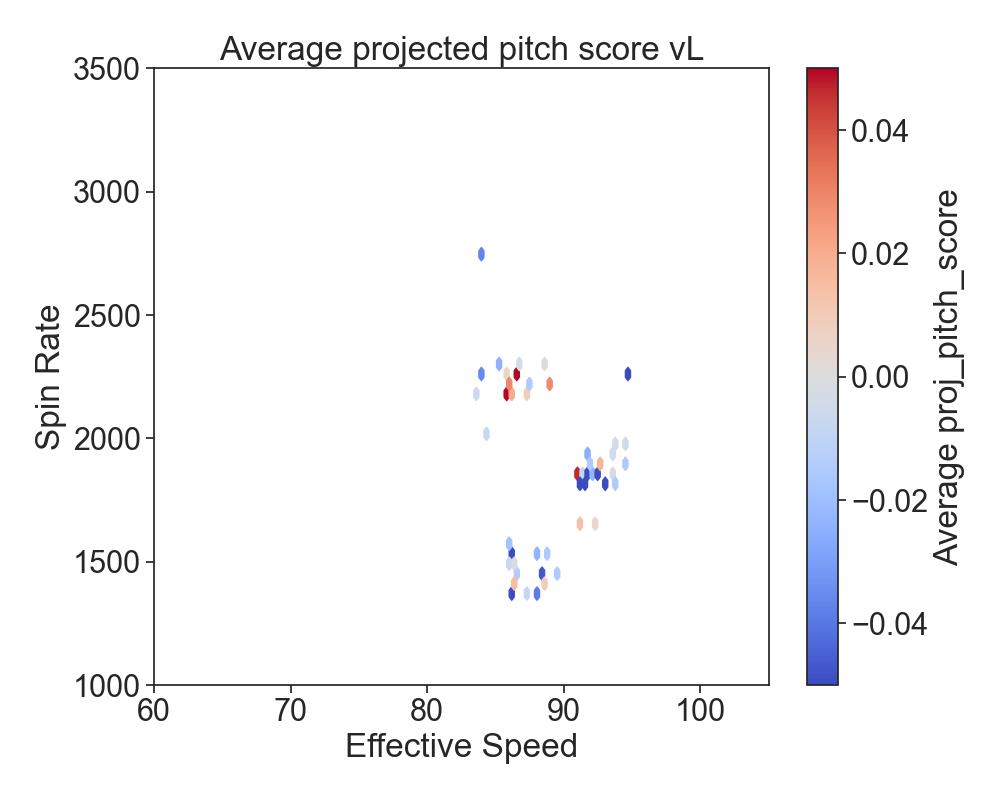 Average projected pitch score vL
3500
3000
2500
2000
1500
1000
Spin Rate
60 70 80 90 100
Effective Speed
0.04
0.02
0.00
−0.02
−0.04
Average proj_pitch_score